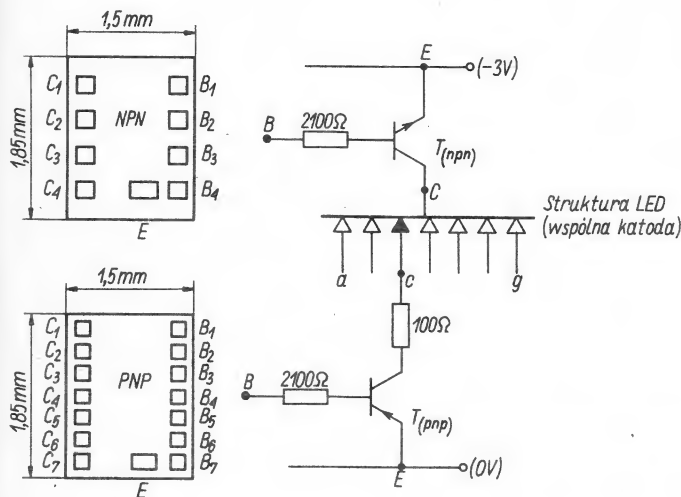 1,5mm
1,85mm
C1 B1
C2 NPN B2
C3 B3
C4 B4
E
1,5mm
1,85mm
C1 B1
C2 B2
C3 PNP B3
C4 B4
C5 B5
C6 B6
C7 B7
E
E (-3V)
2100Ω
B
T(npn)
C
Struktura LED
(wspólna katoda)
a g
c
100Ω
B 2100Ω
T(pnp)
E (0V)